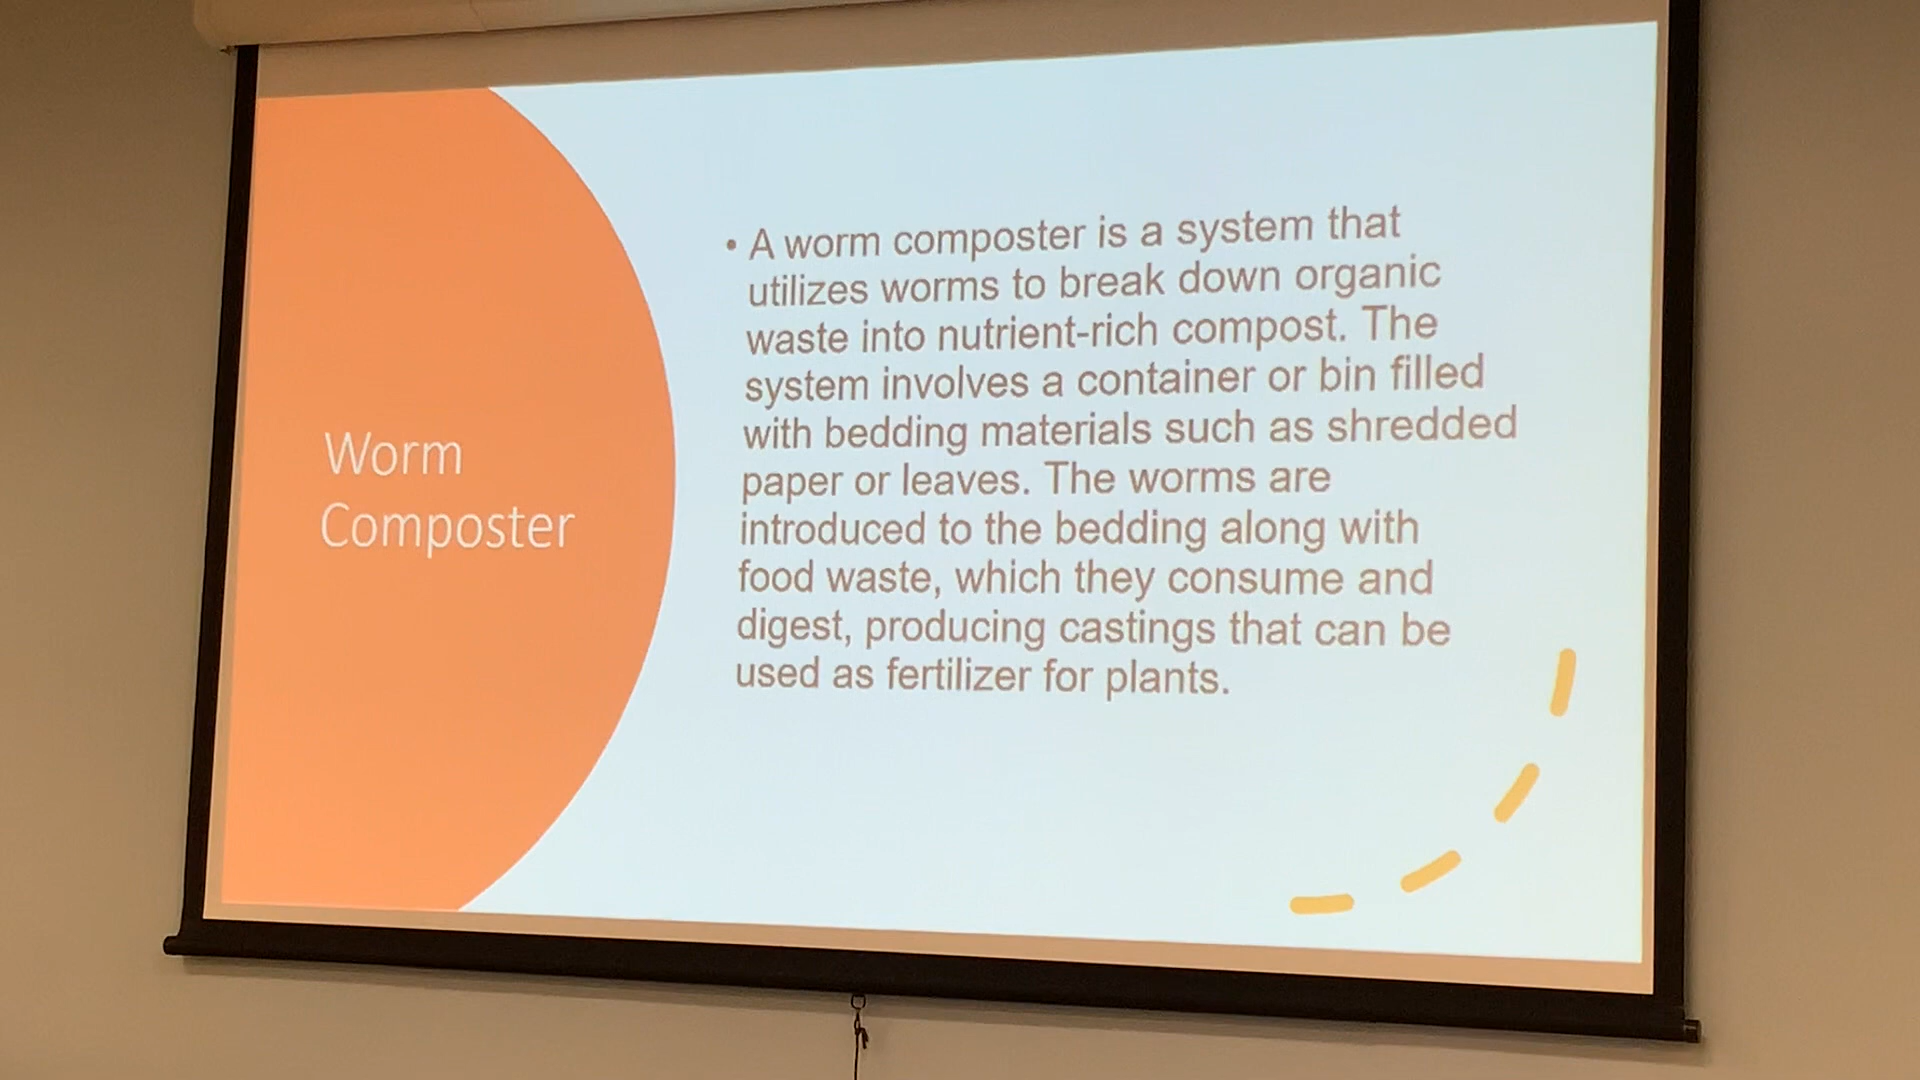 Worm
Composter
• A worm composter is a system that
utilizes worms to break down organic
waste into nutrient-rich compost. The
system involves a container or bin filled
with bedding materials such as shredded
paper or leaves. The worms are
introduced to the bedding along with
food waste, which they consume and
digest, producing castings that can be
used as fertilizer for plants.